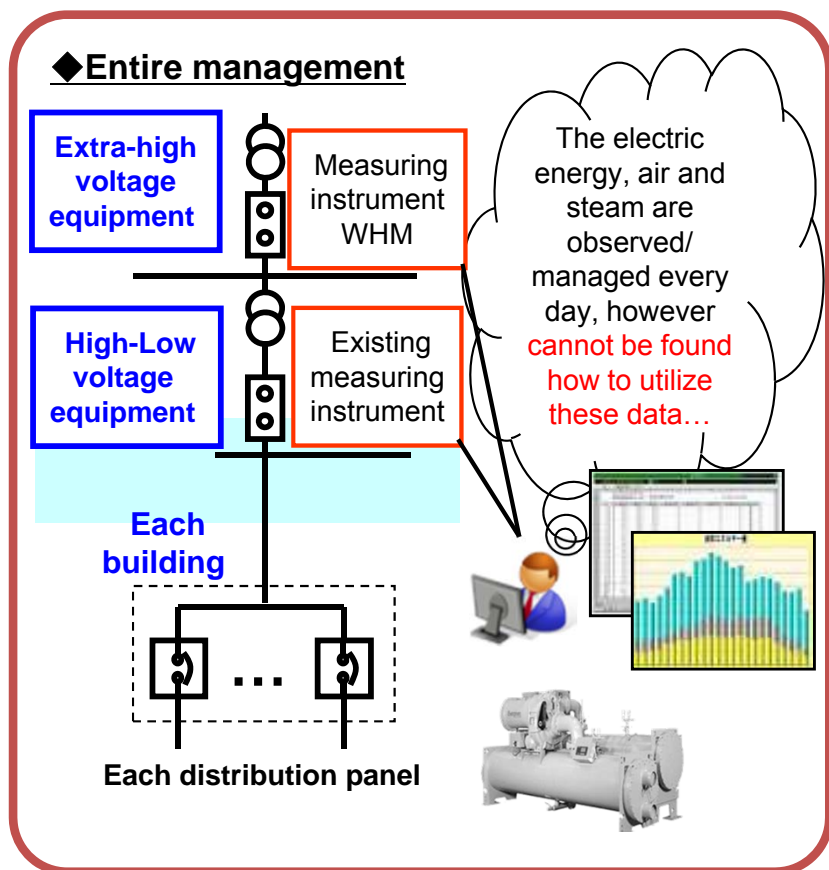 ◆Entire management
Extra-high
voltage
equipment
Measuring
instrument
WHM
The electric
energy, air and
steam are
observed/
managed every
day, however
cannot be found
how to utilize
these data…
High-Low
voltage
equipment
Existing
measuring
instrument
Each
building
…
Each distribution panel